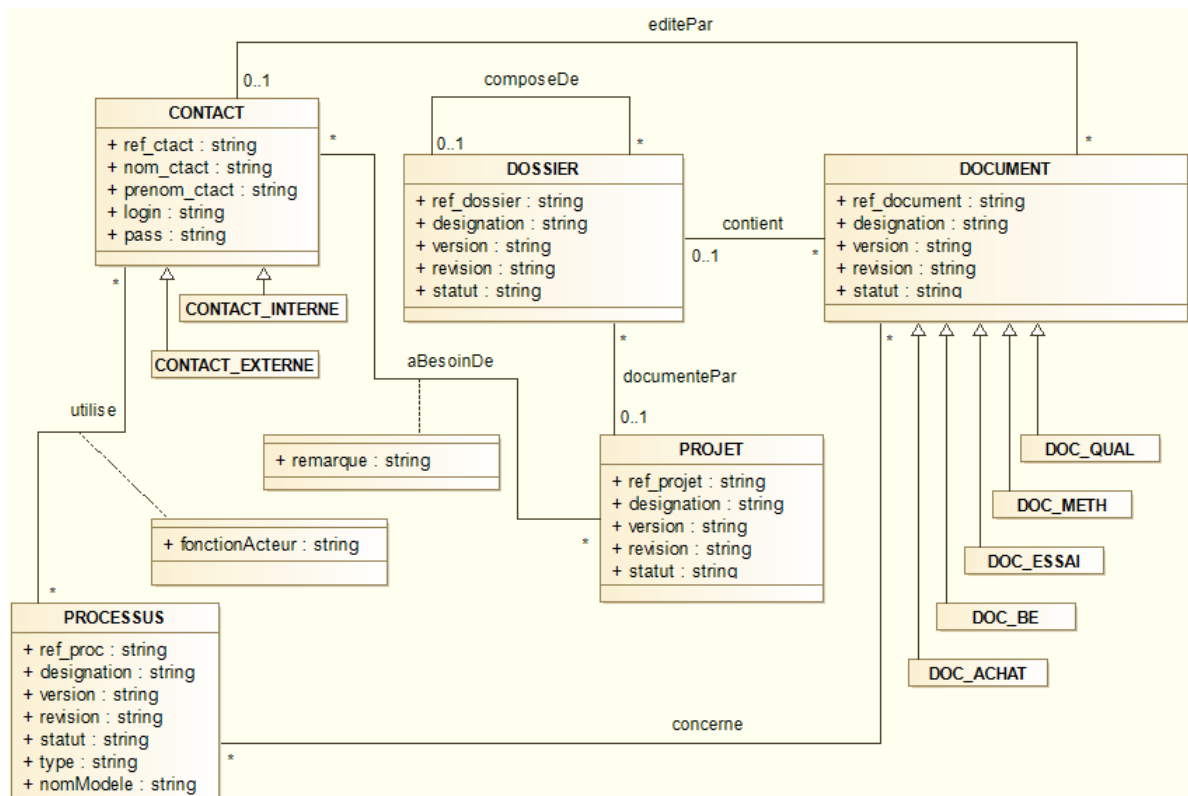 editePar
0..1
composeDe
CONTACT
+ ref_ctact : string
+ nom_ctact : string
+ prenom_ctact : string
+ login : string
+ pass : string
*
0..1
*
*
DOSSIER
+ ref_dossier : string
+ designation : string
+ version : string
+ revision : string
+ statut : string
DOCUMENT
+ ref_document : string
+ designation : string
+ version : string
+ revision : string
+ statut : string
contient
0..1
*
*
CONTACT_INTERNE
CONTACT_EXTERNE
*
*
aBesoinDe
documentePar
utilise
0..1
+ remarque : string
PROJET
+ ref_projet : string
+ designation : string
+ version : string
+ revision : string
+ statut : string
*
DOC_QUAL
DOC_METH
DOC_ESSAI
DOC_BE
DOC_ACHAT
+ fonctionActeur : string
*
PROCESSUS
+ ref_proc : string
+ designation : string
+ version : string
+ revision : string
+ statut : string
+ type : string
+ nomModele : string
concerne
*